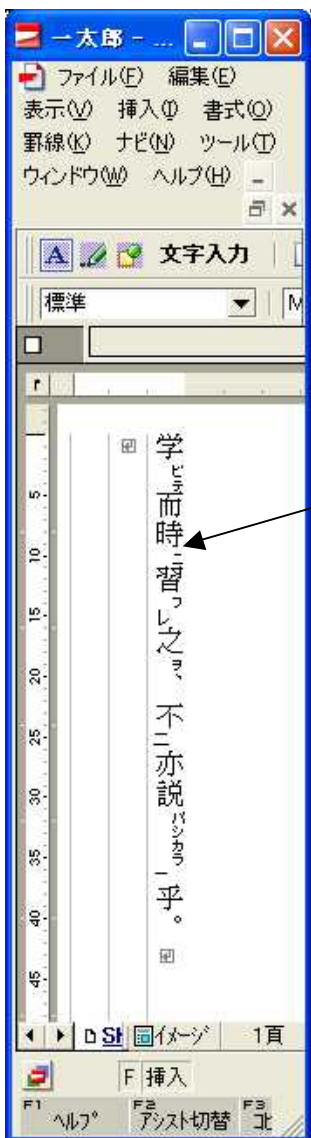 一太郎 - ...
ファイル(F) 編集(E)
表示(V) 挿入(I) 書式(O)
罫線(K) ナビ(N) ツール(T)
ウィンドウ(W) ヘルプ(H)
A 文字入力
標準 M
5
10
15
20
25
30
35
40
45
学ビテ而時ニ習フレ之ヲ、不二亦説バシカラ一乎。
イメージ 1頁
F 挿入
F1 ヘルプ F2 アシスト切替 F3